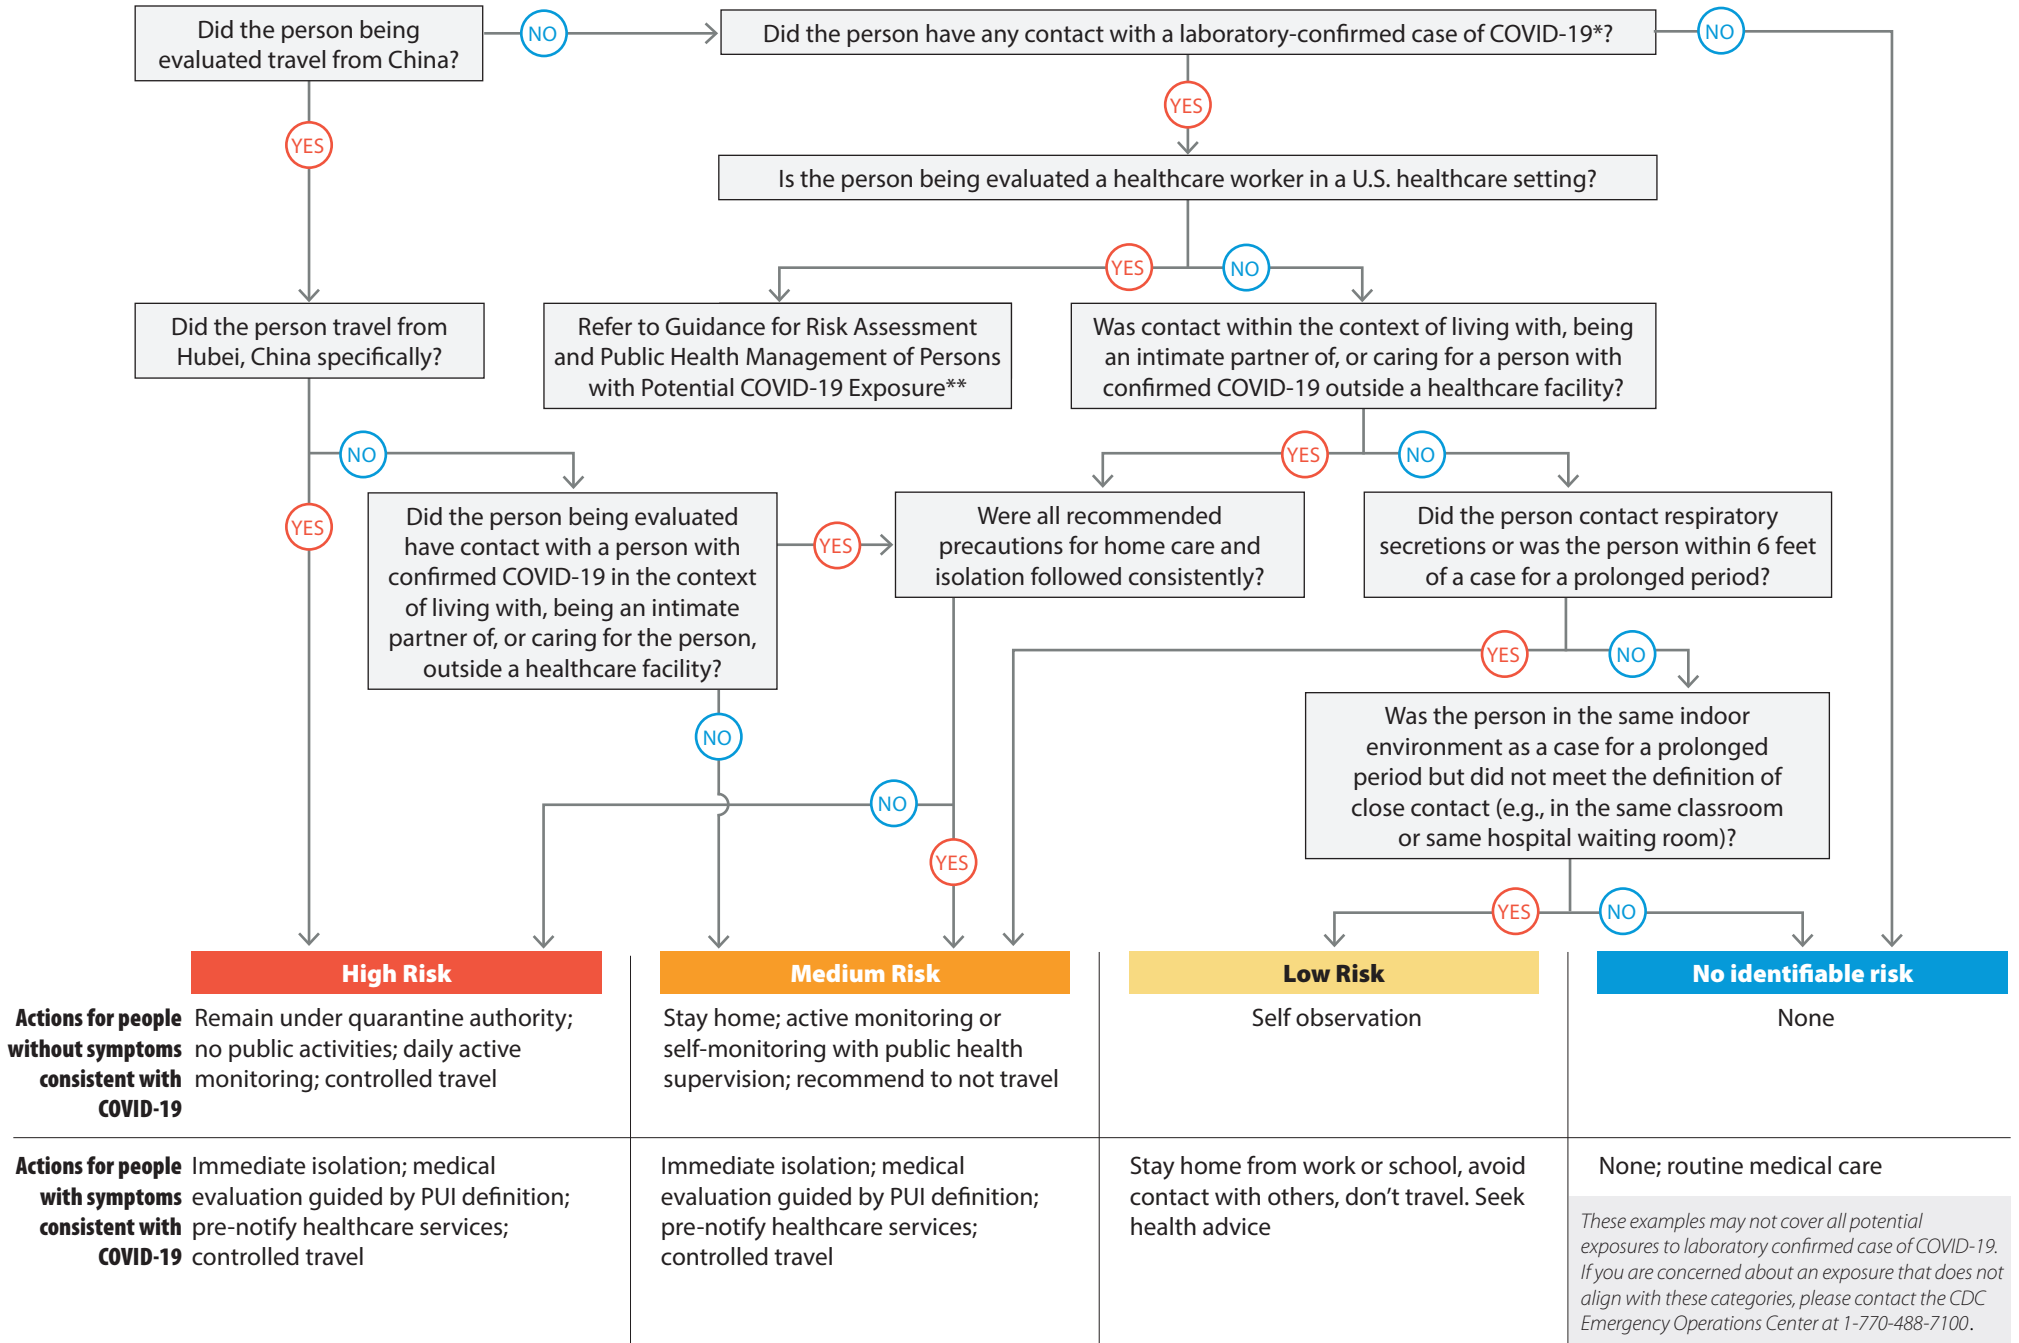 Did the person being
evaluated travel from China?
NO
Did the person have any contact with a laboratory-confirmed case of COVID-19*?
NO
YES
YES
Is the person being evaluated a healthcare worker in a U.S. healthcare setting?
YES
NO
Did the person travel from
Hubei, China specifically?
Refer to Guidance for Risk Assessment
and Public Health Management of Persons
with Potential COVID-19 Exposure**
Was contact within the context of living with, being
an intimate partner of, or caring for a person with
confirmed COVID-19 outside a healthcare facility?
NO
YES
YES
NO
Did the person being evaluated
have contact with a person with
confirmed COVID-19 in the context
of living with, being an intimate
partner of, or caring for the person,
outside a healthcare facility?
YES
Were all recommended
precautions for home care and
isolation followed consistently?
Did the person contact respiratory
secretions or was the person within 6 feet
of a case for a prolonged period?
YES
NO
NO
NO
YES
Was the person in the same indoor
environment as a case for a prolonged
period but did not meet the definition of
close contact (e.g., in the same classroom
or same hospital waiting room)?
YES
NO
High Risk
Medium Risk
Low Risk
No identifiable risk
Actions for people
without symptoms
consistent with
COVID-19
Remain under quarantine authority;
no public activities; daily active
monitoring; controlled travel
Stay home; active monitoring or
self-monitoring with public health
supervision; recommend to not travel
Self observation
None
Actions for people
with symptoms
consistent with
COVID-19
Immediate isolation; medical
evaluation guided by PUI definition;
pre-notify healthcare services;
controlled travel
Immediate isolation; medical
evaluation guided by PUI definition;
pre-notify healthcare services;
controlled travel
Stay home from work or school, avoid
contact with others, don't travel. Seek
health advice
None; routine medical care
These examples may not cover all potential
exposures to laboratory confirmed case of COVID-19.
If you are concerned about an exposure that does not
align with these categories, please contact the CDC
Emergency Operations Center at 1-770-488-7100.